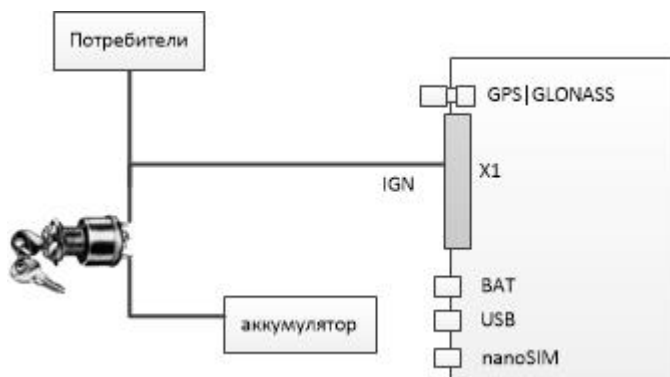 Потребители
GPS|GLONASS
X1
IGN
BAT
USB
аккумулятор
nanoSIM